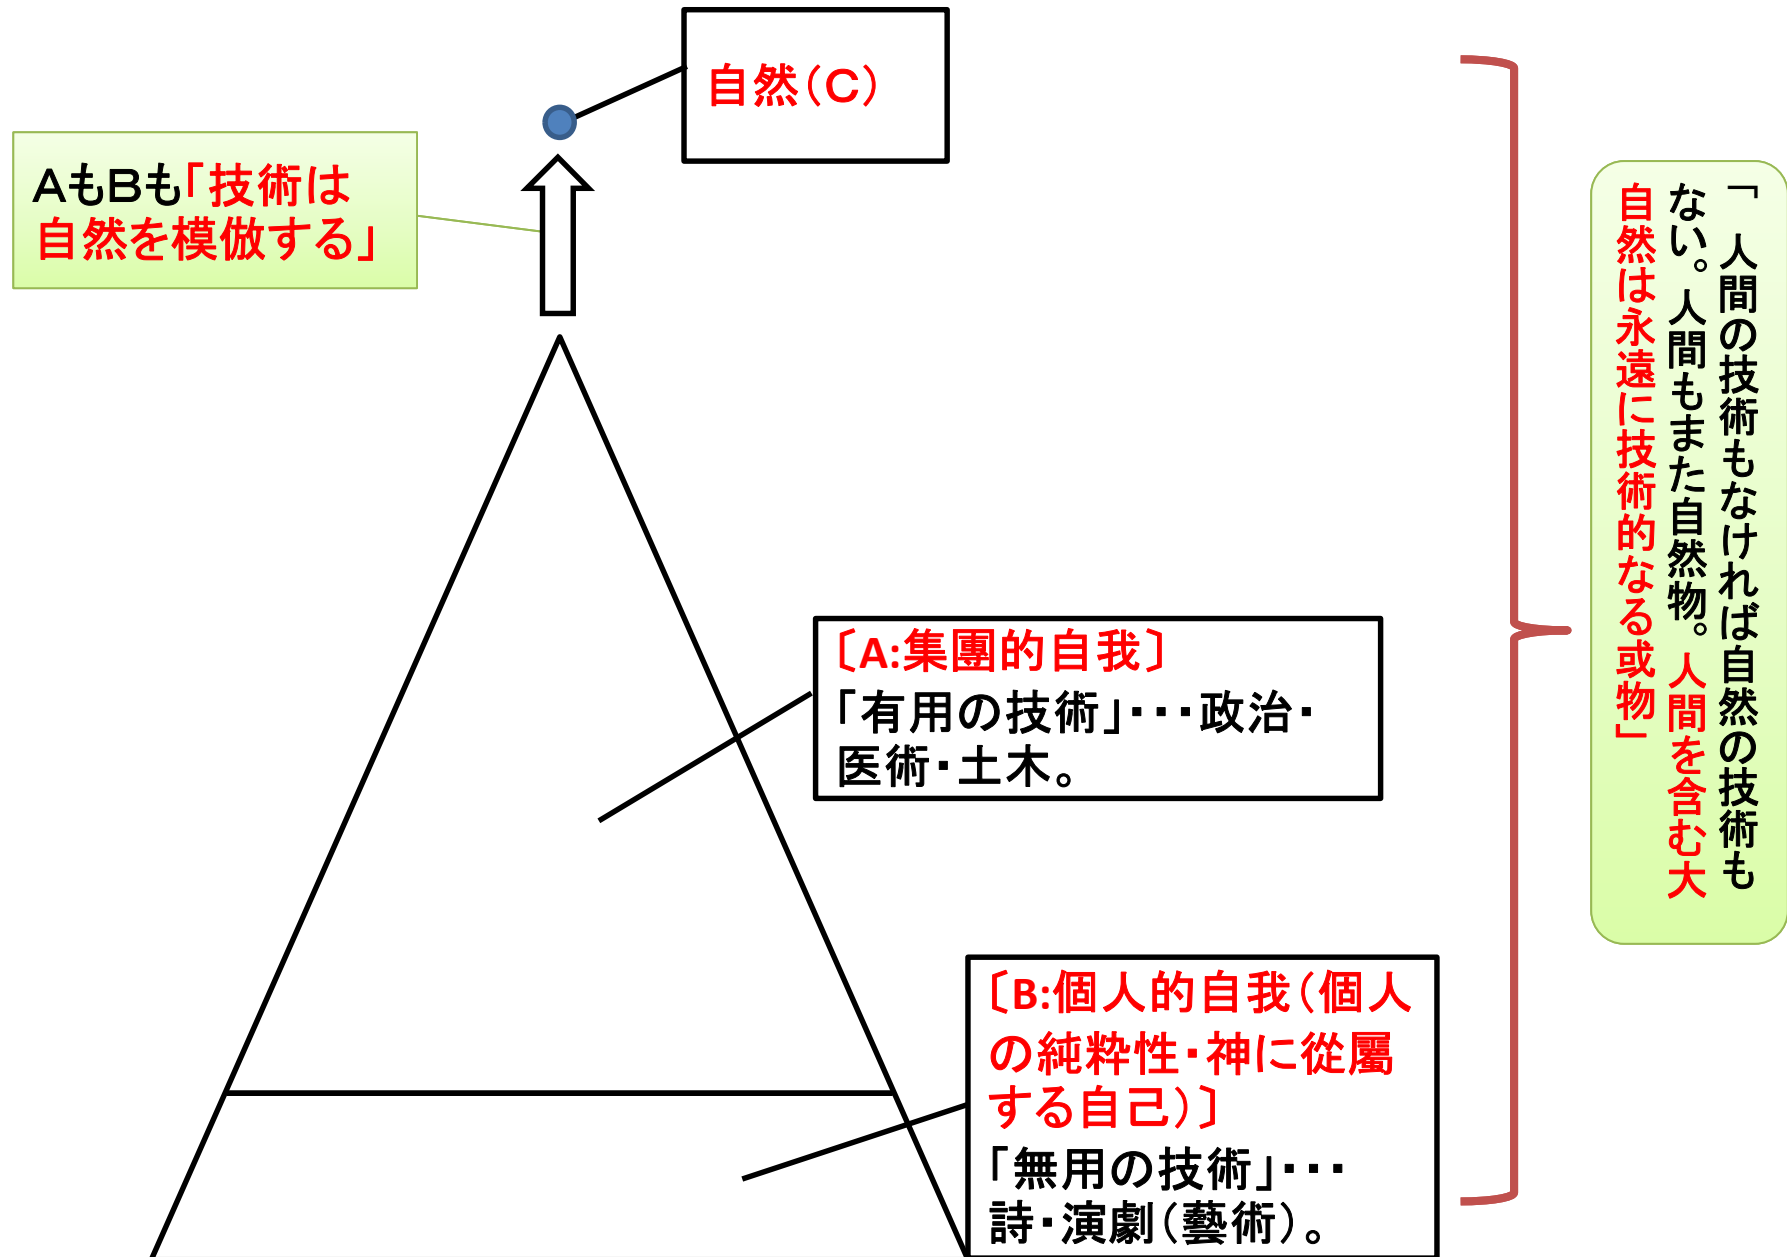 自然(C)
AもBも「技術は
自然を模倣する」
〔A:集團的自我〕
「有用の技術」・・・政治・
医術・土木。
〔B:個人的自我(個人
の純粋性・神に從屬
する自己)〕
「無用の技術」・・・
詩・演劇(藝術)。
「 人間の技術もなければ自然の技術も
ない。人間もまた自然物。人間を含む大
自然は永遠に技術的なる或物」